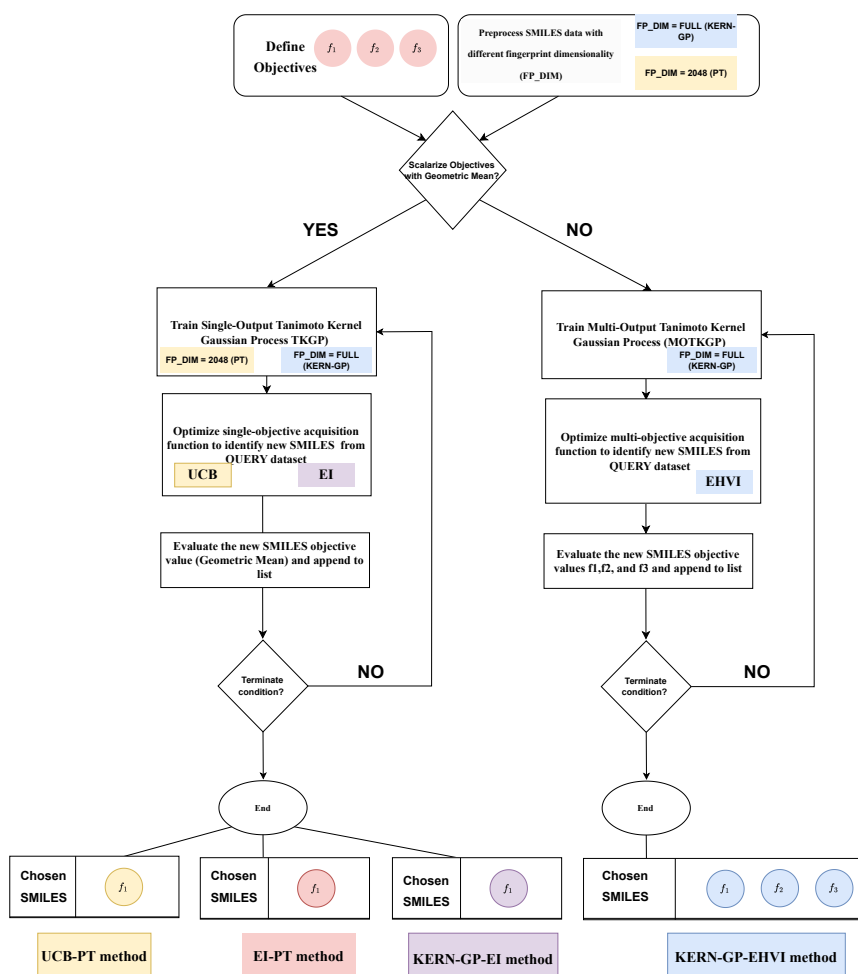 Define
Objectives
f1
f2
f3
Preprocess SMILES data with
different fingerprint dimensionality
(FP_DIM)
FP_DIM = FULL (KERN-
GP)
FP_DIM = 2048 (PT)
Scalarize Objectives
with Geometric Mean?
YES
NO
Train Single-Output Tanimoto Kernel
Gaussian Process TKGP)
FP_DIM = 2048 (PT)
FP_DIM = FULL
(KERN-GP)
Train Multi-Output Tanimoto Kernel
Gaussian Process (MOTKGP)
FP_DIM = FULL
(KERN-GP)
Optimize single-objective acquisition
function to identify new SMILES from
QUERY dataset
UCB
EI
Optimize multi-objective acquisition
function to identify new SMILES from
QUERY dataset
EHVI
Evaluate the new SMILES objective
value (Geometric Mean) and append to
list
Evaluate the new SMILES objective
values f1,f2, and f3 and append to list
Terminate
condition?
NO
Terminate
condition?
NO
End
End
Chosen
SMILES
f1
Chosen
SMILES
f1
Chosen
SMILES
f1
Chosen
SMILES
f1
f2
f3
UCB-PT method
EI-PT method
KERN-GP-EI method
KERN-GP-EHVI method